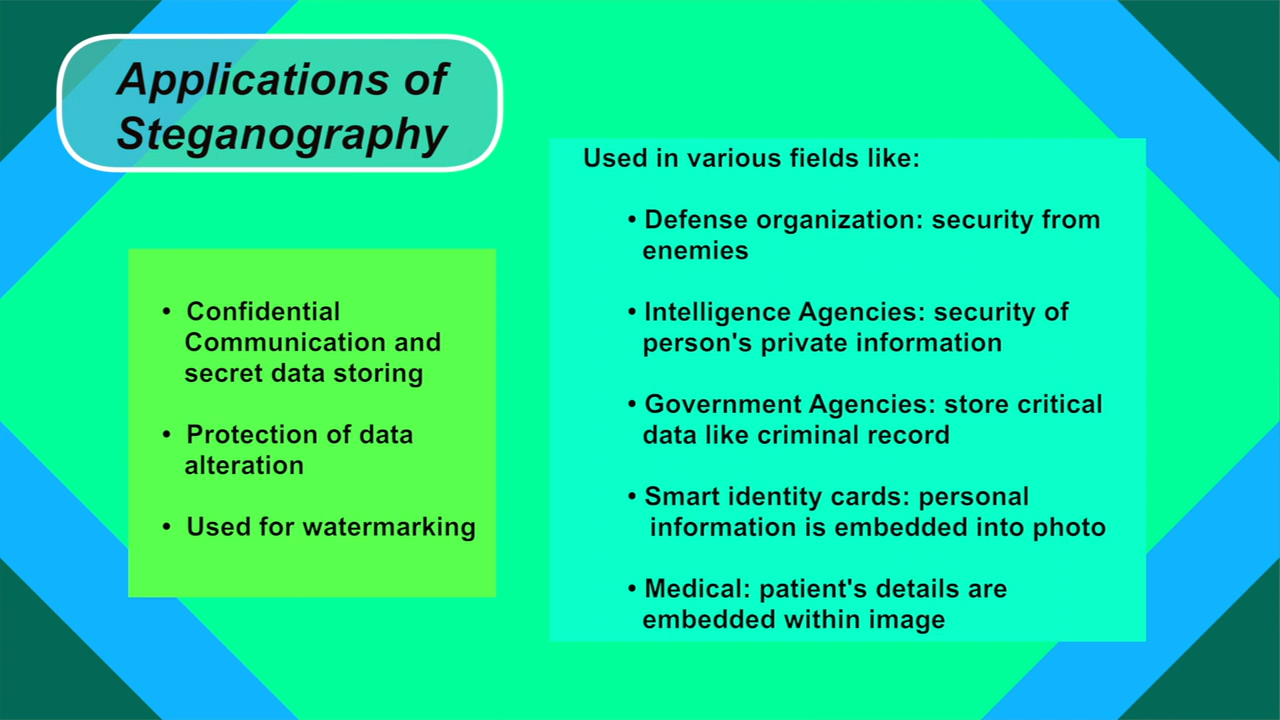 Applications of
Steganography
• Confidential
Communication and
secret data storing
• Protection of data
alteration
• Used for watermarking
Used in various fields like:
• Defense organization: security from
enemies
• Intelligence Agencies: security of
person's private information
• Government Agencies: store critical
data like criminal record
• Smart identity cards: personal
information is embedded into photo
• Medical: patient's details are
embedded within image